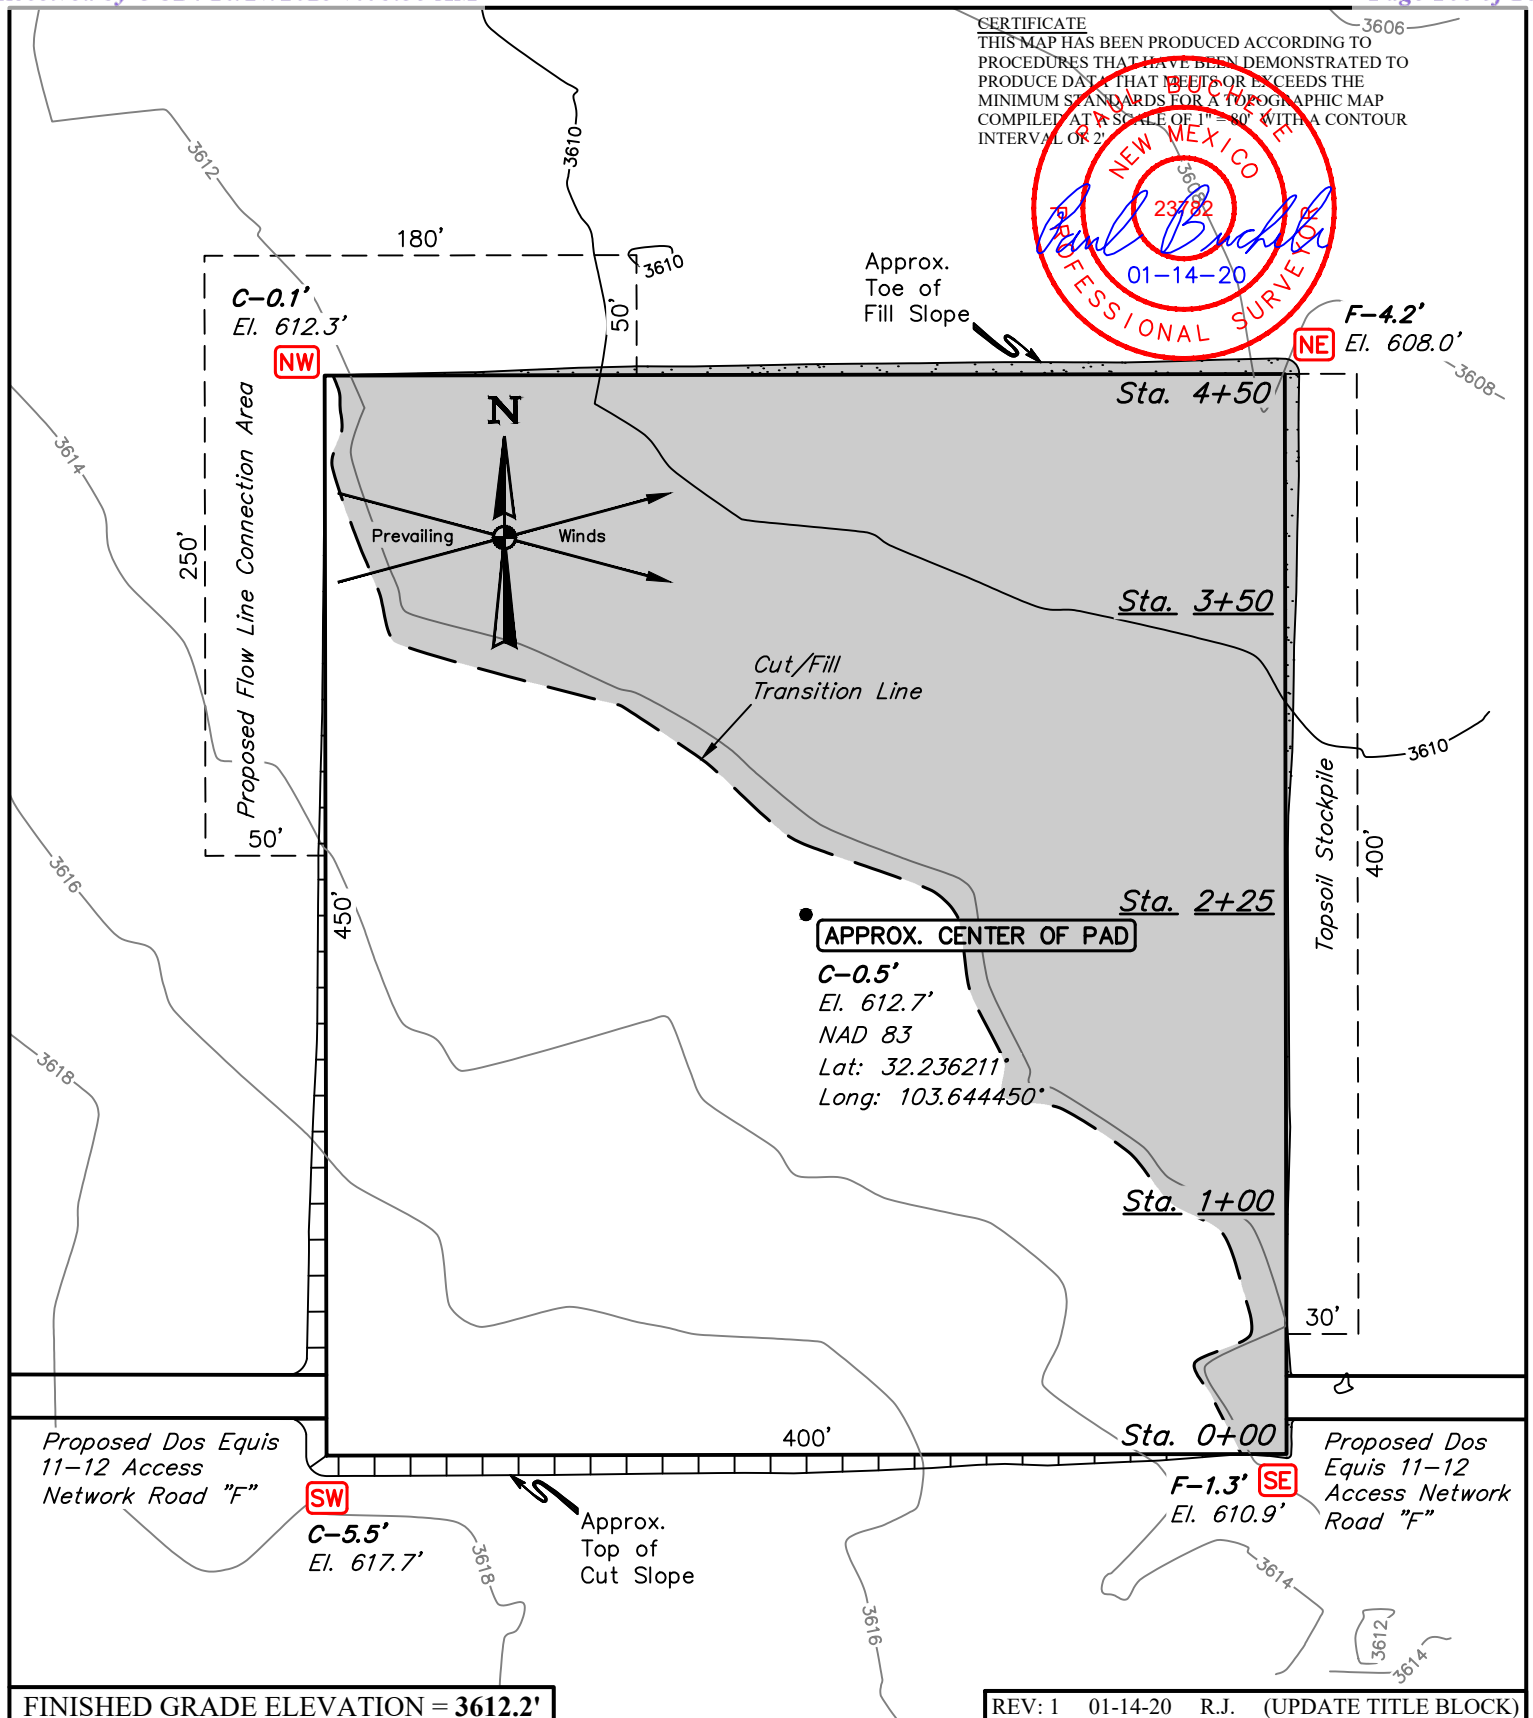 CERTIFICATE
THIS MAP HAS BEEN PRODUCED ACCORDING TO
PROCEDURES THAT HAVE BEEN DEMONSTRATED TO
PRODUCE DATA THAT MEETS OR EXCEEDS THE
MINIMUM STANDARDS FOR A TOPOGRAPHIC MAP
COMPILED AT A SCALE OF 1" = 80' WITH A CONTOUR
INTERVAL OF 2'
PAUL BUCHELE
NEW MEXICO
23782
Paul Buchele
01-14-20
PROFESSIONAL SURVEYOR
3606
3608
3610
3612
180'
3610
50'
C-0.1'
El. 612.3'
NW
Approx.
Toe of
Fill Slope
F-4.2'
NE
El. 608.0'
3608
Sta. 4+50
N
3614
Prevailing Winds
250'
Proposed Flow Line Connection Area
Sta. 3+50
Cut/Fill
Transition Line
3610
50'
3616
450'
Topsoil Stockpile
400'
Sta. 2+25
APPROX. CENTER OF PAD
C-0.5'
El. 612.7'
NAD 83
Lat: 32.236211°
Long: 103.644450°
3618
Sta. 1+00
30'
400'
Sta. 0+00
Proposed Dos Equis
11-12 Access
Network Road "F"
SW
C-5.5'
El. 617.7'
3618
Approx.
Top of
Cut Slope
F-1.3'
SE
El. 610.9'
Proposed Dos
Equis 11-12
Access Network
Road "F"
3614
3616
3612
3614
FINISHED GRADE ELEVATION = 3612.2'
REV: 1 01-14-20 R.J. (UPDATE TITLE BLOCK)